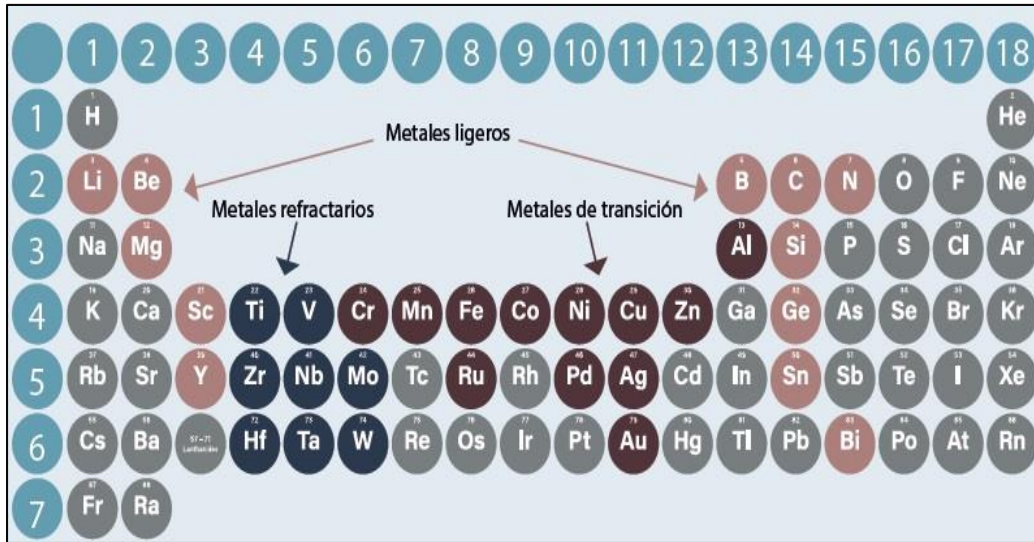 1 2 3 4 5 6 7 8 9 10 11 12 13 14 15 16 17 18
1 H He
Metales ligeros
2 Li Be B C N O F Ne
Metales refractarios Metales de transición
3 Na Mg Al Si P S Cl Ar
4 K Ca Sc Ti V Cr Mn Fe Co Ni Cu Zn Ga Ge As Se Br Kr
5 Rb Sr Y Zr Nb Mo Tc Ru Rh Pd Ag Cd In Sn Sb Te I Xe
6 Cs Ba Hf Ta W Re Os Ir Pt Au Hg Tl Pb Bi Po At Rn
7 Fr Ra